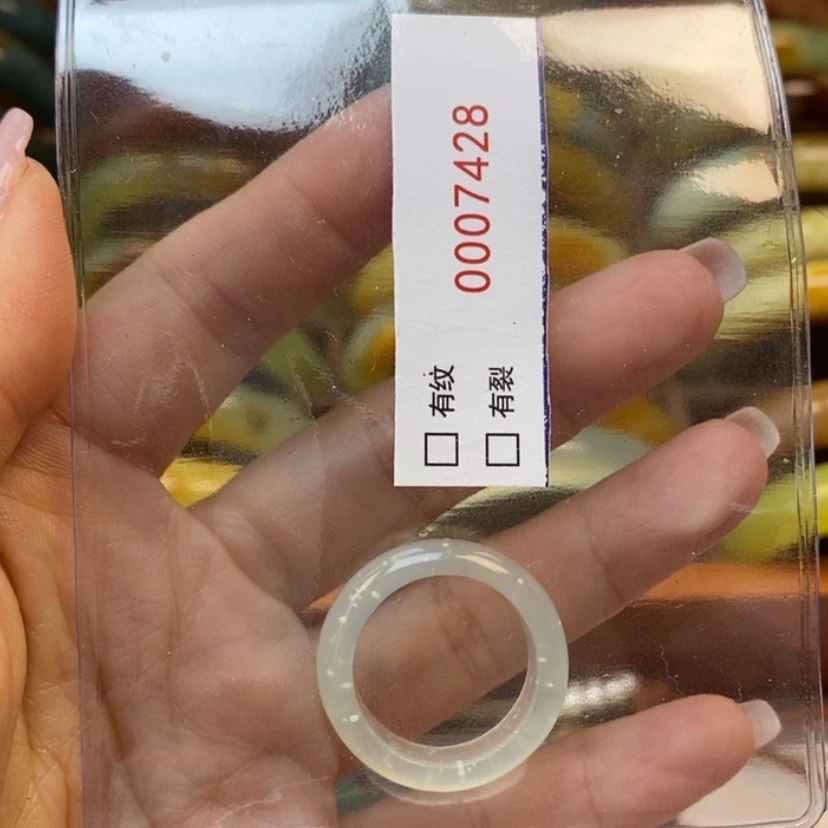 0007428
□ 有纹
□ 有裂